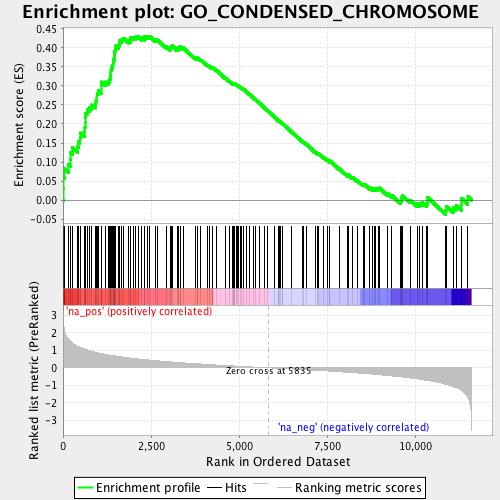 Enrichment plot: GO_CONDENSED_CHROMOSOME
Enrichment score (ES)
0.45
0.40
0.35
0.30
0.25
0.20
0.15
0.10
0.05
0.00
-0.05
Ranked list metric (PreRanked)
'na_pos' (positively correlated)
3
2
1
0
-1
-2
-3
Zero cross at 5835
'na_neg' (negatively correlated)
0
2,500
5,000
7,500
10,000
Rank in Ordered Dataset
Enrichment profile
Hits
Ranking metric scores